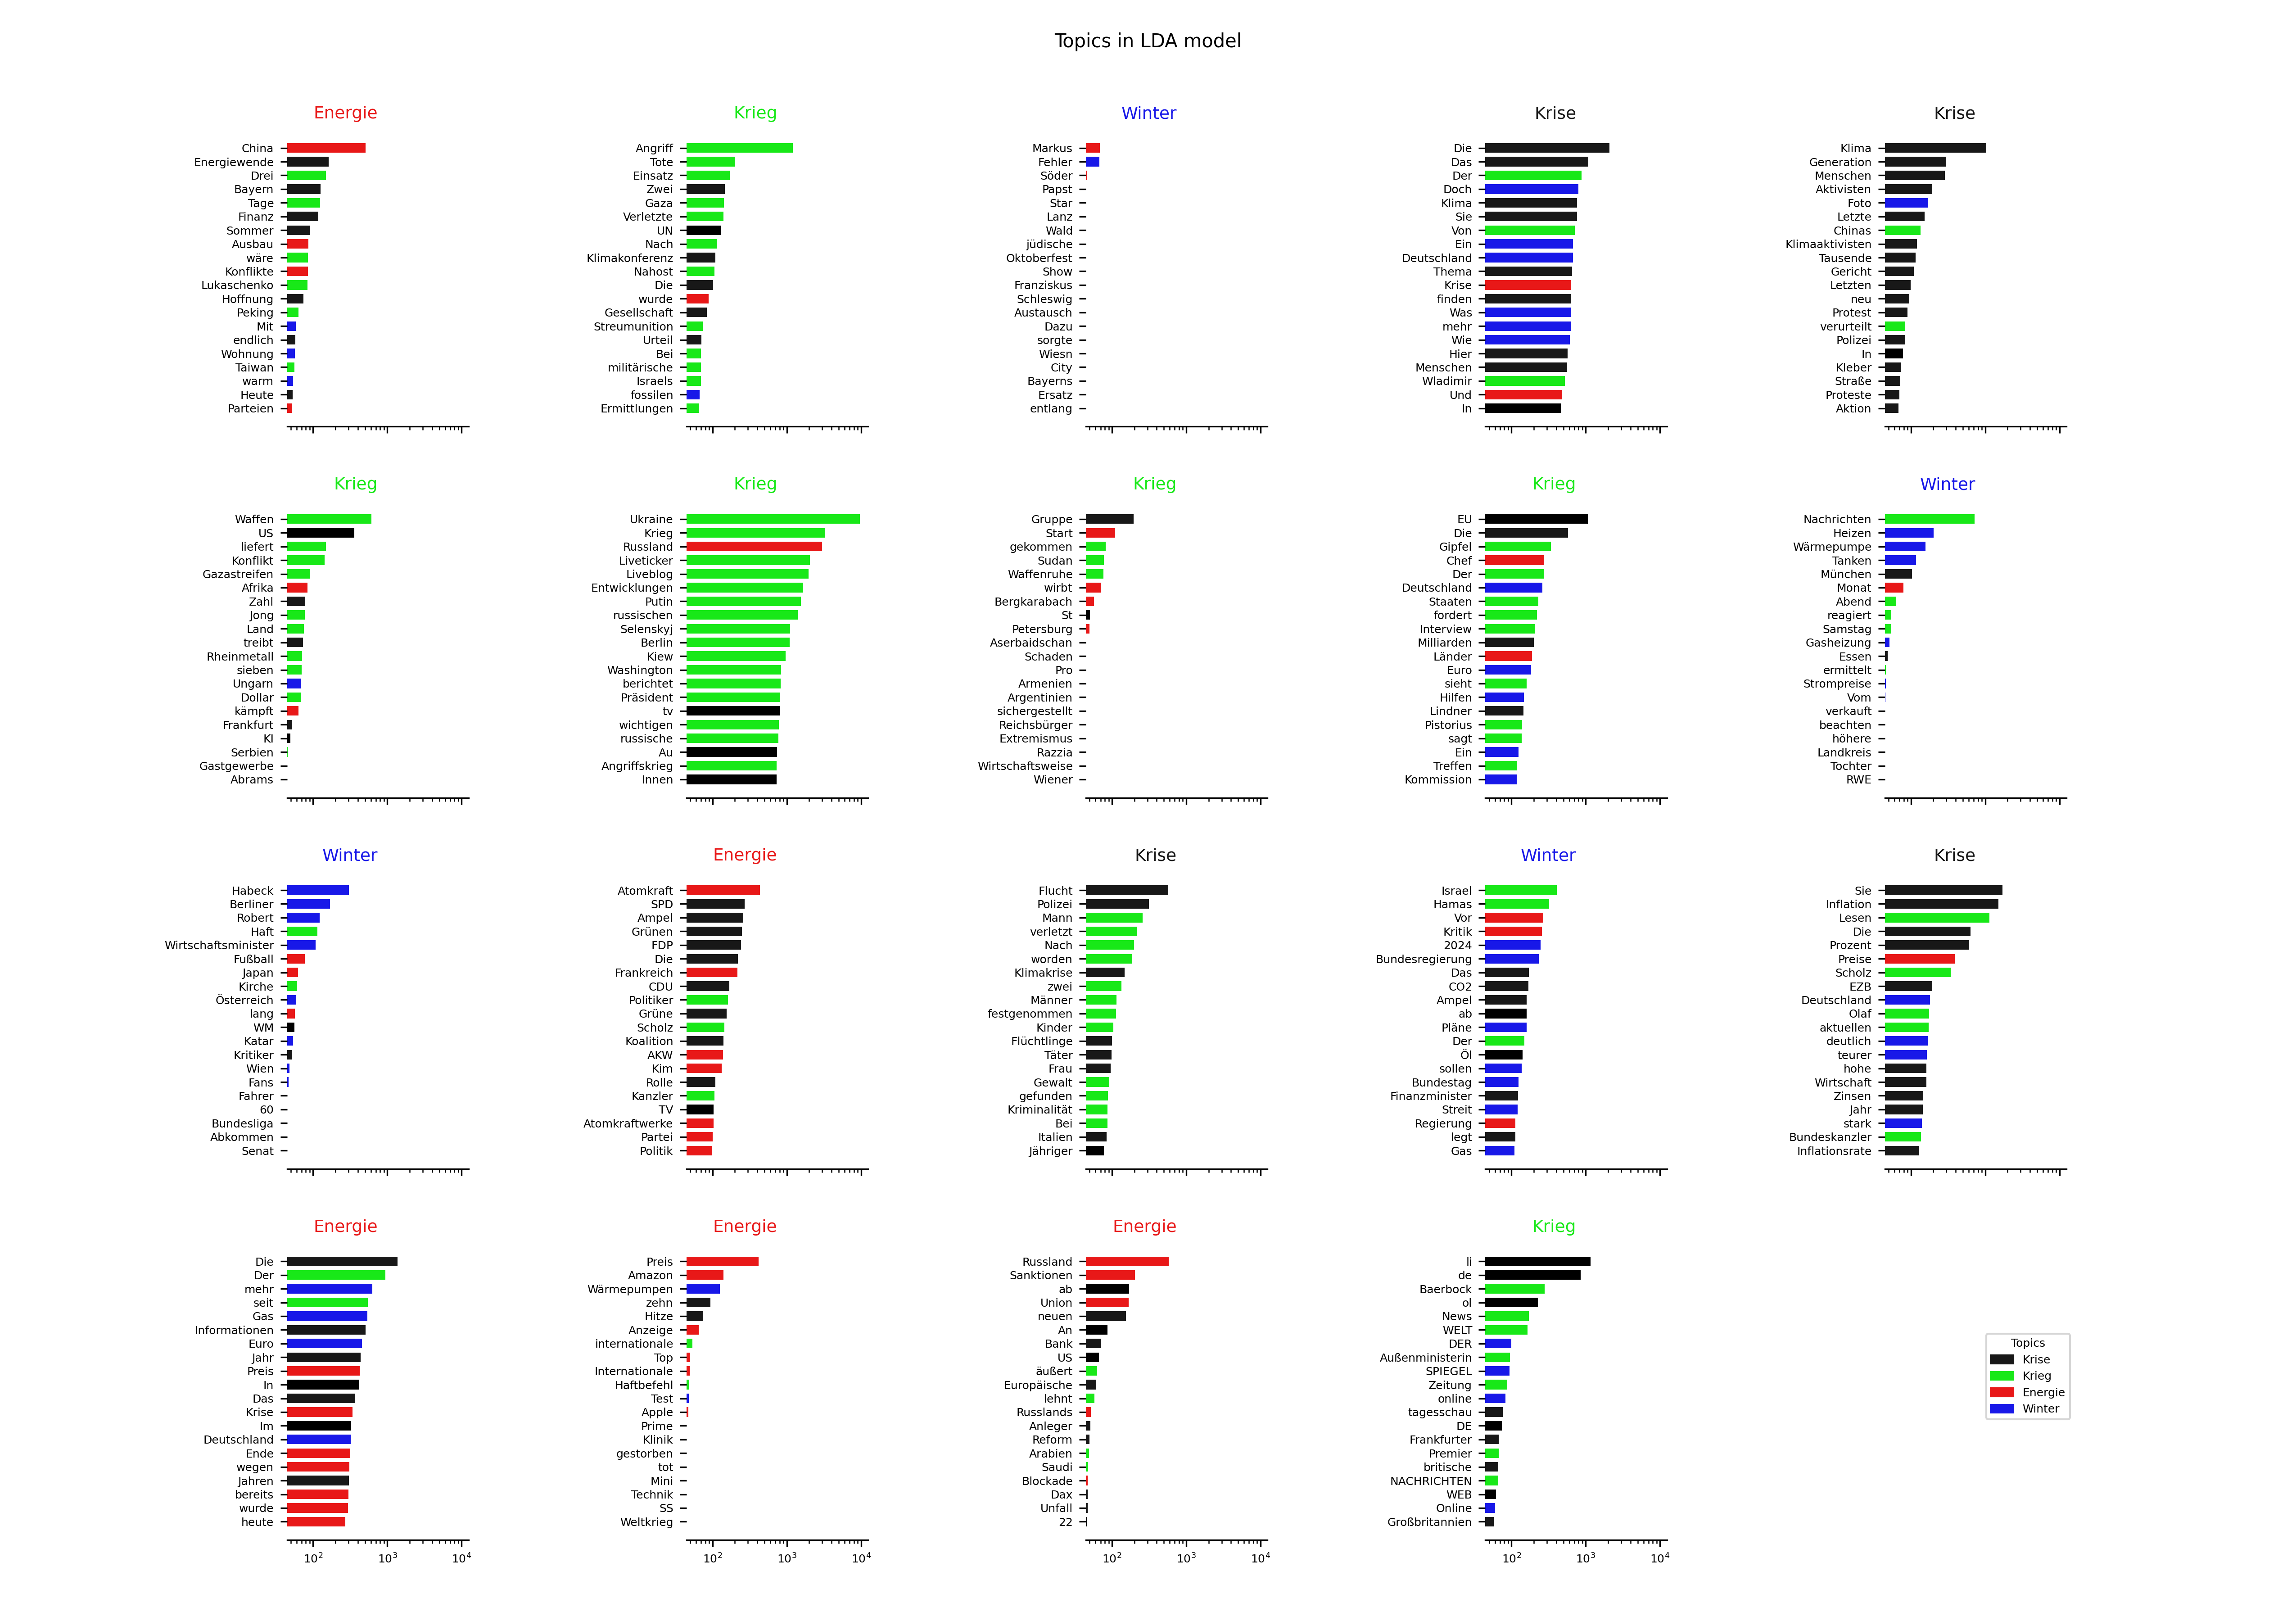 Topics in LDA model
Energie
China
Energiewende
Drei
Bayern
Tage
Finanz
Sommer
Ausbau
wäre
Konflikte
Lukaschenko
Hoffnung
Peking
Mit
endlich
Wohnung
Taiwan
warm
Heute
Parteien
Krieg
Angriff
Tote
Einsatz
Zwei
Gaza
Verletzte
UN
Nach
Klimakonferenz
Nahost
Die
wurde
Gesellschaft
Streumunition
Urteil
Bei
militärische
Israels
fossilen
Ermittlungen
Winter
Markus
Fehler
Söder
Papst
Star
Lanz
Wald
jüdische
Oktoberfest
Show
Franziskus
Schleswig
Austausch
Dazu
sorgte
Wiesn
City
Bayerns
Ersatz
entlang
Krise
Die
Das
Der
Doch
Klima
Sie
Von
Ein
Deutschland
Thema
Krise
finden
Was
mehr
Wie
Hier
Menschen
Wladimir
Und
In
Krise
Klima
Generation
Menschen
Aktivisten
Foto
Letzte
Chinas
Klimaaktivisten
Tausende
Gericht
Letzten
neu
Protest
verurteilt
Polizei
In
Kleber
Straße
Proteste
Aktion
Krieg
Waffen
US
liefert
Konflikt
Gazastreifen
Afrika
Zahl
Jong
Land
treibt
Rheinmetall
sieben
Ungarn
Dollar
kämpft
Frankfurt
KI
Serbien
Gastgewerbe
Abrams
Krieg
Ukraine
Krieg
Russland
Liveticker
Liveblog
Entwicklungen
Putin
russischen
Selenskyj
Berlin
Kiew
Washington
berichtet
Präsident
tv
wichtigen
russische
Au
Angriffskrieg
Innen
Krieg
Gruppe
Start
gekommen
Sudan
Waffenruhe
wirbt
Bergkarabach
St
Petersburg
Aserbaidschan
Schaden
Pro
Armenien
Argentinien
sichergestellt
Reichsbürger
Extremismus
Razzia
Wirtschaftsweise
Wiener
Krieg
EU
Die
Gipfel
Chef
Der
Deutschland
Staaten
fordert
Interview
Milliarden
Länder
Euro
sieht
Hilfen
Lindner
Pistorius
sagt
Ein
Treffen
Kommission
Winter
Nachrichten
Heizen
Wärmepumpe
Tanken
München
Monat
Abend
reagiert
Samstag
Gasheizung
Essen
ermittelt
Strompreise
Vom
verkauft
beachten
höhere
Landkreis
Tochter
RWE
Winter
Habeck
Berliner
Robert
Haft
Wirtschaftsminister
Fußball
Japan
Kirche
Österreich
lang
WM
Katar
Kritiker
Wien
Fans
Fahrer
60
Bundesliga
Abkommen
Senat
Energie
Atomkraft
SPD
Ampel
Grünen
FDP
Die
Frankreich
CDU
Politiker
Grüne
Scholz
Koalition
AKW
Kim
Rolle
Kanzler
TV
Atomkraftwerke
Partei
Politik
Krise
Flucht
Polizei
Mann
verletzt
Nach
worden
Klimakrise
zwei
Männer
festgenommen
Kinder
Flüchtlinge
Täter
Frau
Gewalt
gefunden
Kriminalität
Bei
Italien
Jähriger
Winter
Israel
Hamas
Vor
Kritik
2024
Bundesregierung
Das
CO2
Ampel
ab
Pläne
Der
Öl
sollen
Bundestag
Finanzminister
Streit
Regierung
legt
Gas
Krise
Sie
Inflation
Lesen
Die
Prozent
Preise
Scholz
EZB
Deutschland
Olaf
aktuellen
deutlich
teurer
hohe
Wirtschaft
Zinsen
Jahr
stark
Bundeskanzler
Inflationsrate
Energie
Die
Der
mehr
seit
Gas
Informationen
Euro
Jahr
Preis
In
Das
Krise
Im
Deutschland
Ende
wegen
Jahren
bereits
wurde
heute
10² 10³ 10⁴
Energie
Preis
Amazon
Wärmepumpen
zehn
Hitze
Anzeige
internationale
Top
Internationale
Haftbefehl
Test
Apple
Prime
Klinik
gestorben
tot
Mini
Technik
SS
Weltkrieg
10² 10³ 10⁴
Energie
Russland
Sanktionen
ab
Union
neuen
An
Bank
US
äußert
Europäische
lehnt
Russlands
Anleger
Reform
Arabien
Saudi
Blockade
Dax
Unfall
22
10² 10³ 10⁴
Krieg
li
de
Baerbock
ol
News
WELT
DER
Außenministerin
SPIEGEL
Zeitung
online
tagesschau
DE
Frankfurter
Premier
britische
NACHRICHTEN
WEB
Online
Großbritannien
10² 10³ 10⁴
Topics
Krise
Krieg
Energie
Winter